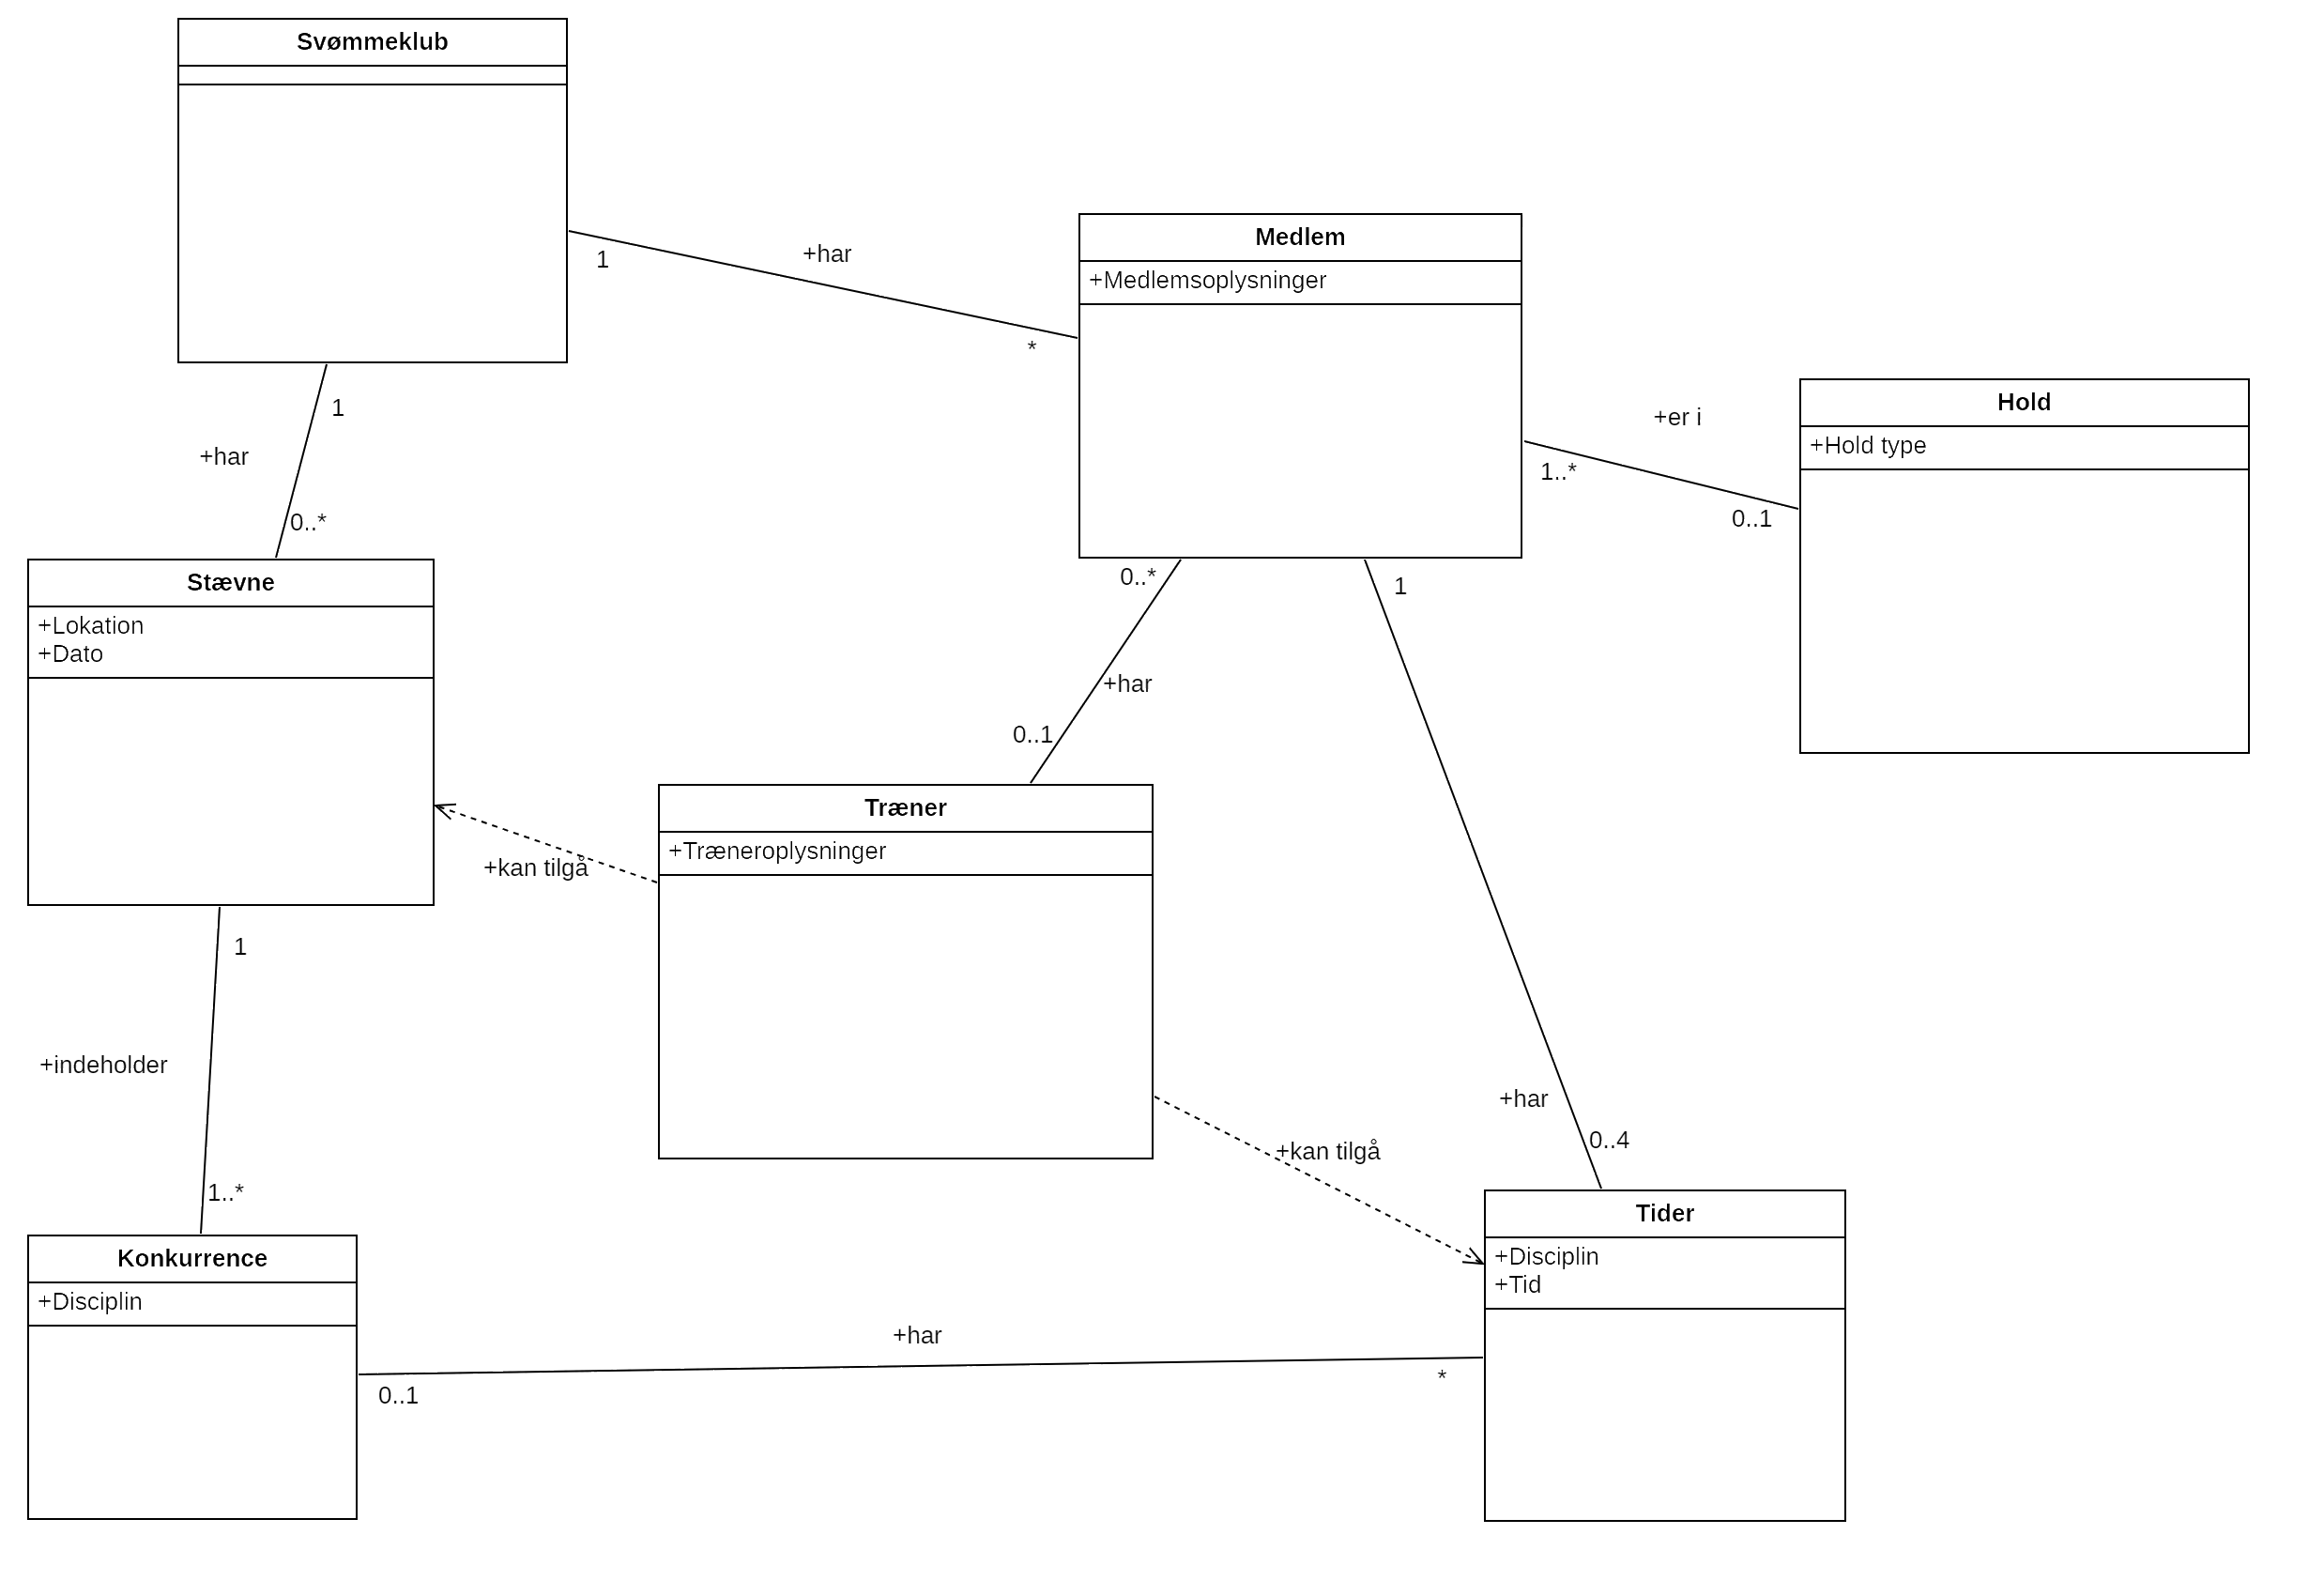 Svømmeklub
1
+har
*
Medlem
+Medlemsoplysninger
1
+har
0..*
+er i
1..*
0..1
Hold
+Hold type
Stævne
+Lokation
+Dato
0..*
+har
0..1
1
Træner
+Træneroplysninger
+kan tilgå
1
+indeholder
1..*
+kan tilgå
+har
0..4
Konkurrence
+Disciplin
Tider
+Disciplin
+Tid
0..1
+har
*